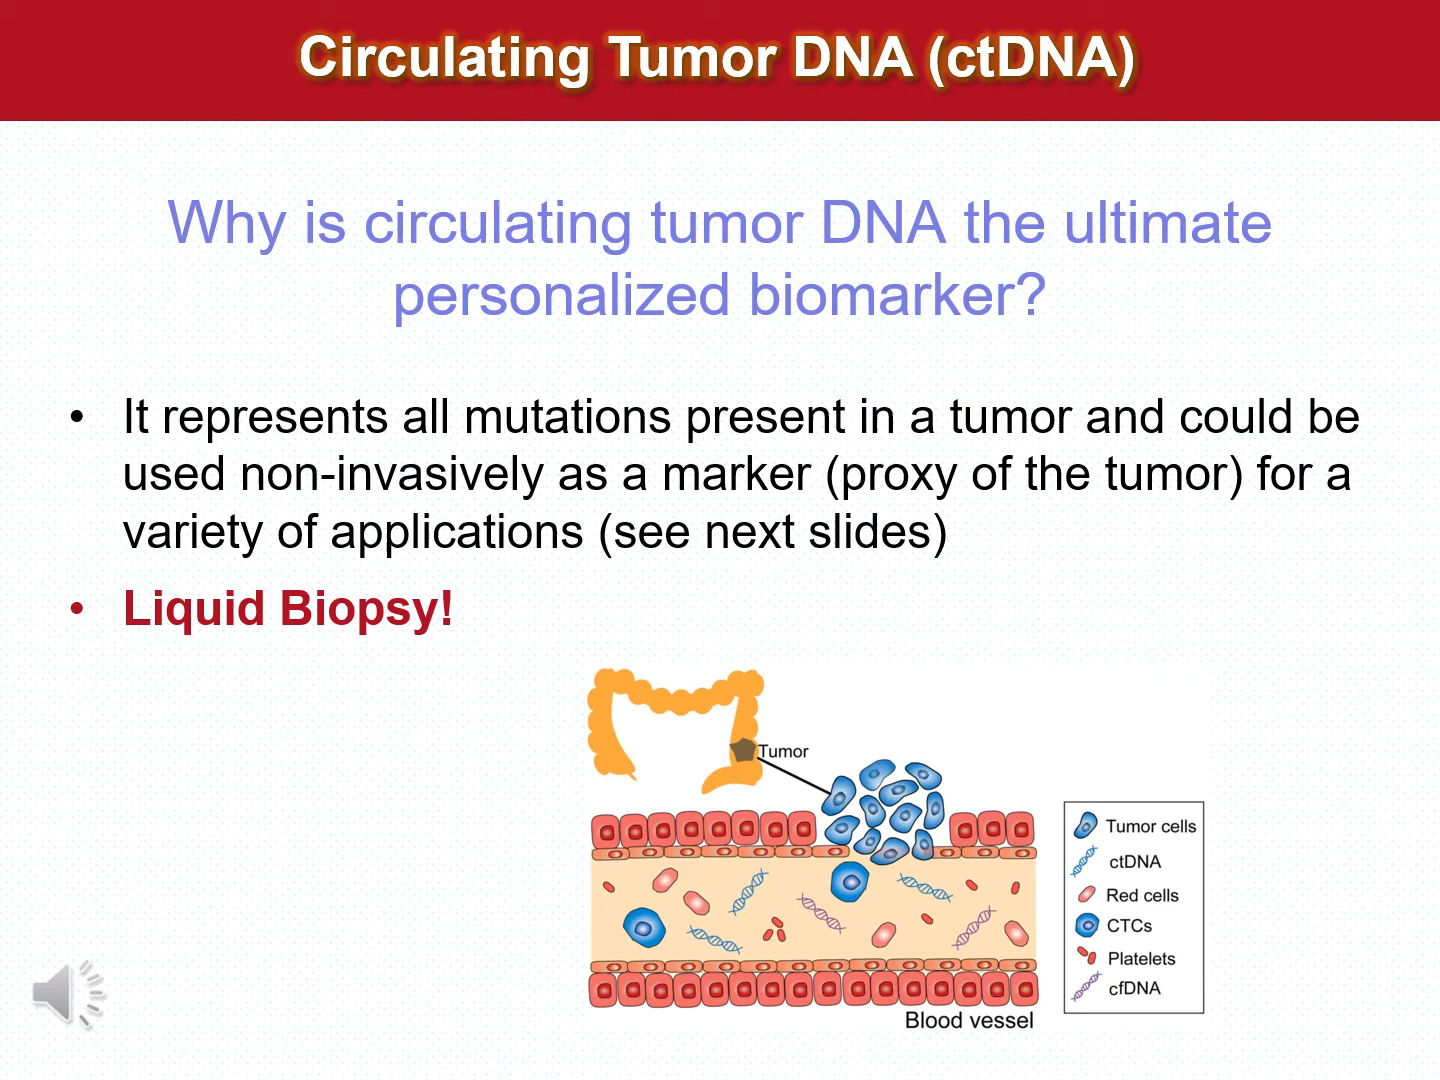 Circulating Tumor DNA (ctDNA)
Why is circulating tumor DNA the ultimate
personalized biomarker?
• It represents all mutations present in a tumor and could be
used non-invasively as a marker (proxy of the tumor) for a
variety of applications (see next slides)
• Liquid Biopsy!
Tumor
Tumor cells
ctDNA
Red cells
CTCs
Platelets
cfDNA
Blood vessel